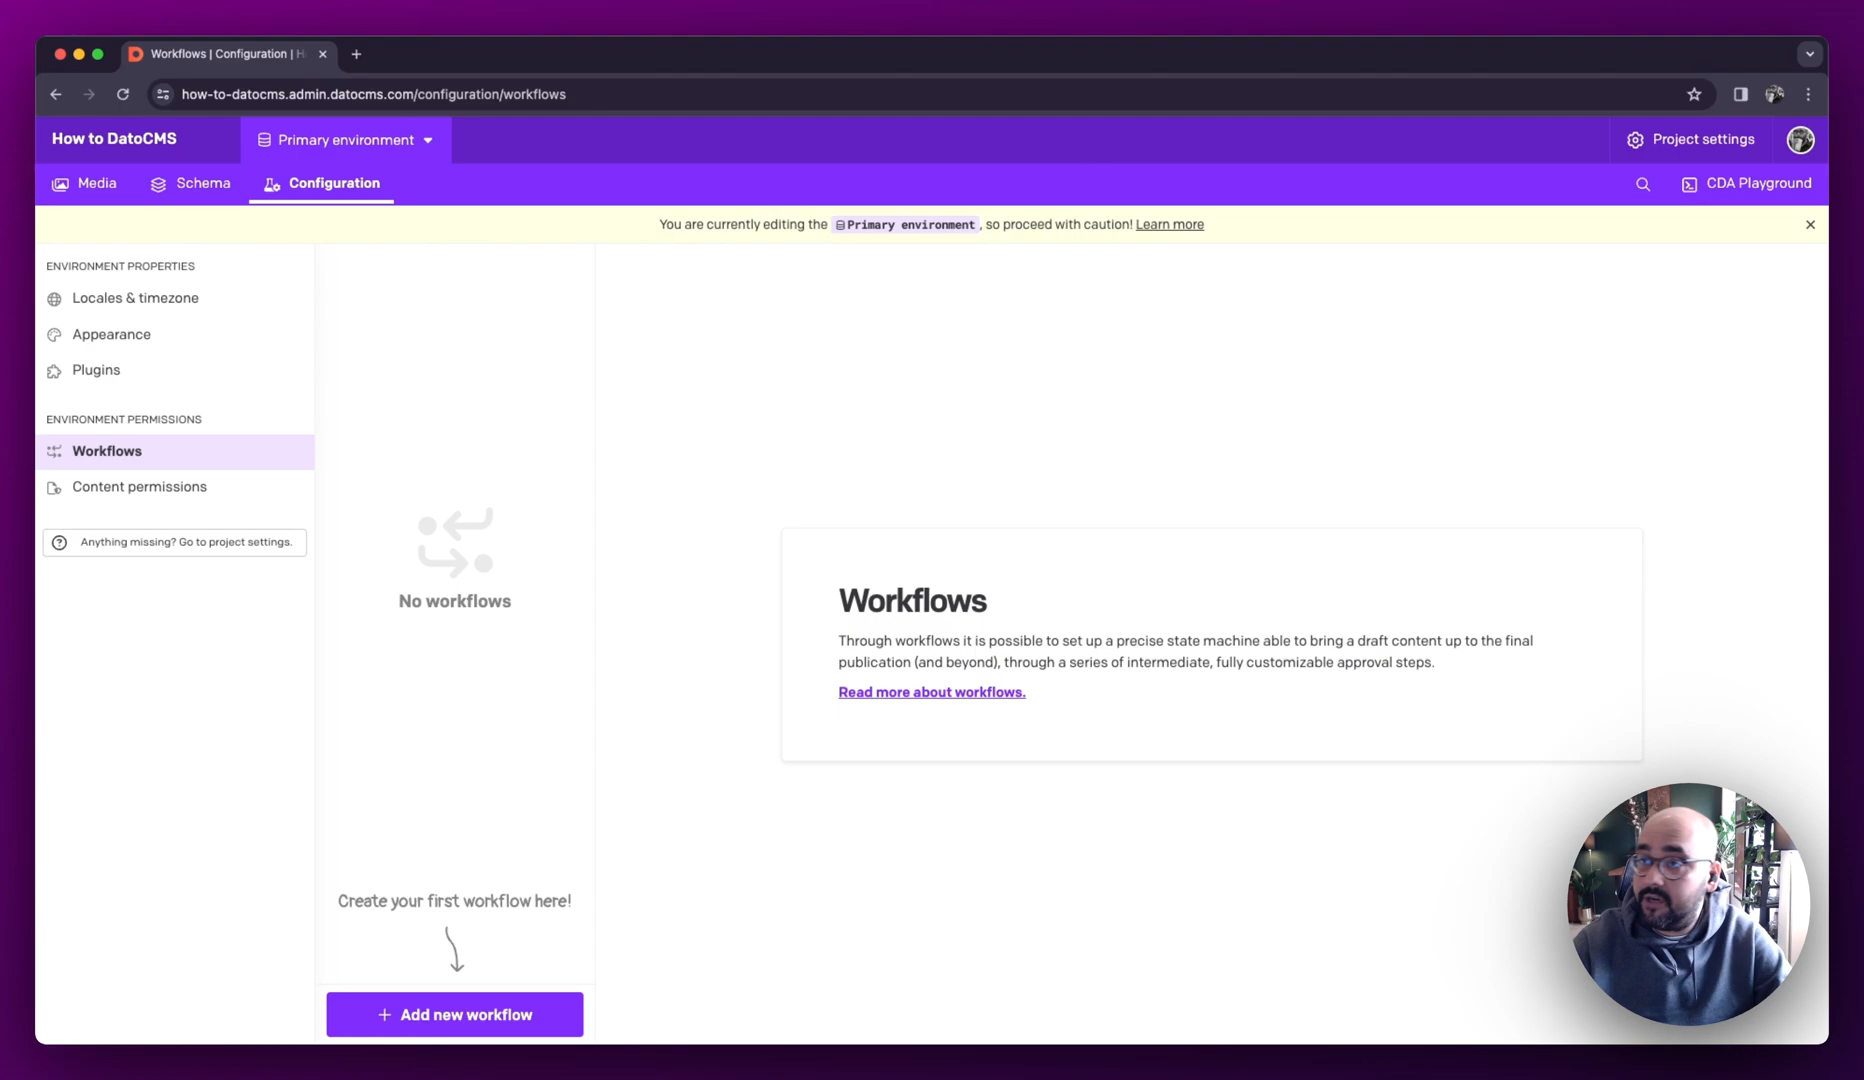 Workflows | Configuration | H
how-to-datocms.admin.datocms.com/configuration/workflows
How to DatoCMS
Primary environment
Project settings
Media
Schema
Configuration
CDA Playground
You are currently editing the Primary environment, so proceed with caution! Learn more
ENVIRONMENT PROPERTIES
Locales & timezone
Appearance
Plugins
ENVIRONMENT PERMISSIONS
Workflows
Content permissions
Anything missing? Go to project settings.
No workflows
Create your first workflow here!
+ Add new workflow
Workflows
Through workflows it is possible to set up a precise state machine able to bring a draft content up to the final
publication (and beyond), through a series of intermediate, fully customizable approval steps.
Read more about workflows.